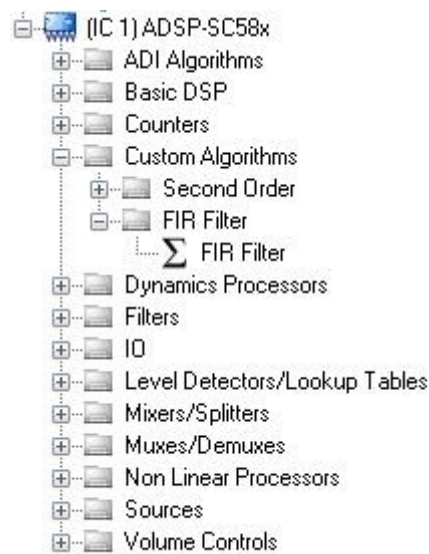 (IC 1) ADSP-SC58x
ADI Algorithms
Basic DSP
Counters
Custom Algorithms
Second Order
FIR Filter
Σ FIR Filter
Dynamics Processors
Filters
IO
Level Detectors/Lookup Tables
Mixers/Splitters
Muxes/Demuxes
Non Linear Processors
Sources
Volume Controls